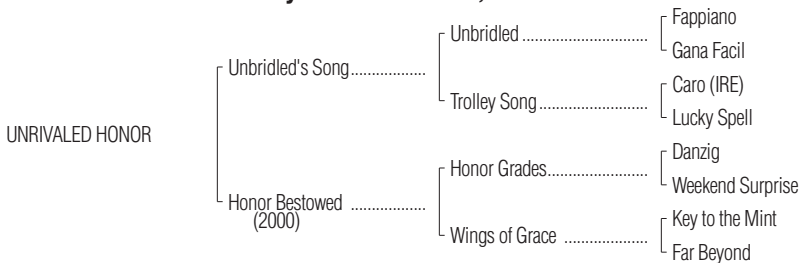 Fappiano
Unbridled ..............................
Gana Facil
Unbridled's Song..................
Caro (IRE)
Trolley Song..........................
Lucky Spell
UNRIVALED HONOR
Danzig
Honor Grades........................
Weekend Surprise
Honor Bestowed ..................
(2000)
Key to the Mint
Wings of Grace ....................
Far Beyond